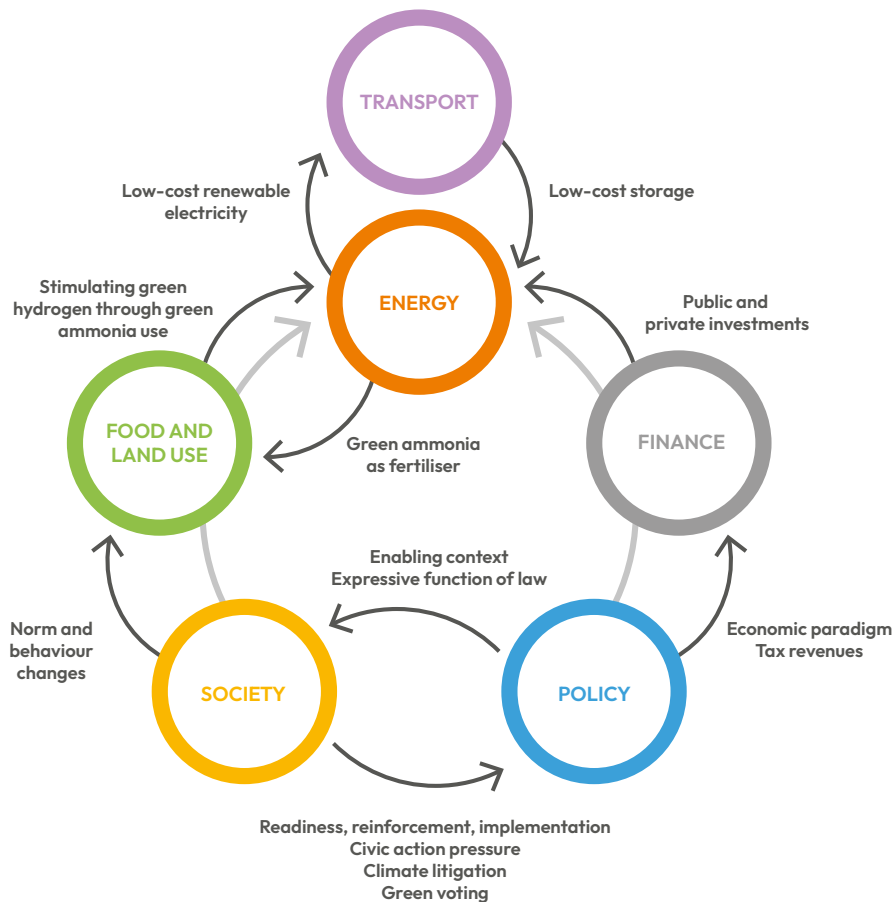 TRANSPORT
Low-cost renewable
electricity
Low-cost storage
Stimulating green
hydrogen through green
ammonia use
ENERGY
Public and
private investments
FOOD AND
LAND USE
Green ammonia
as fertiliser
FINANCE
Enabling context
Expressive function of law
Norm and
behaviour
changes
Economic paradigm
Tax revenues
SOCIETY
POLICY
Readiness, reinforcement, implementation
Civic action pressure
Climate litigation
Green voting